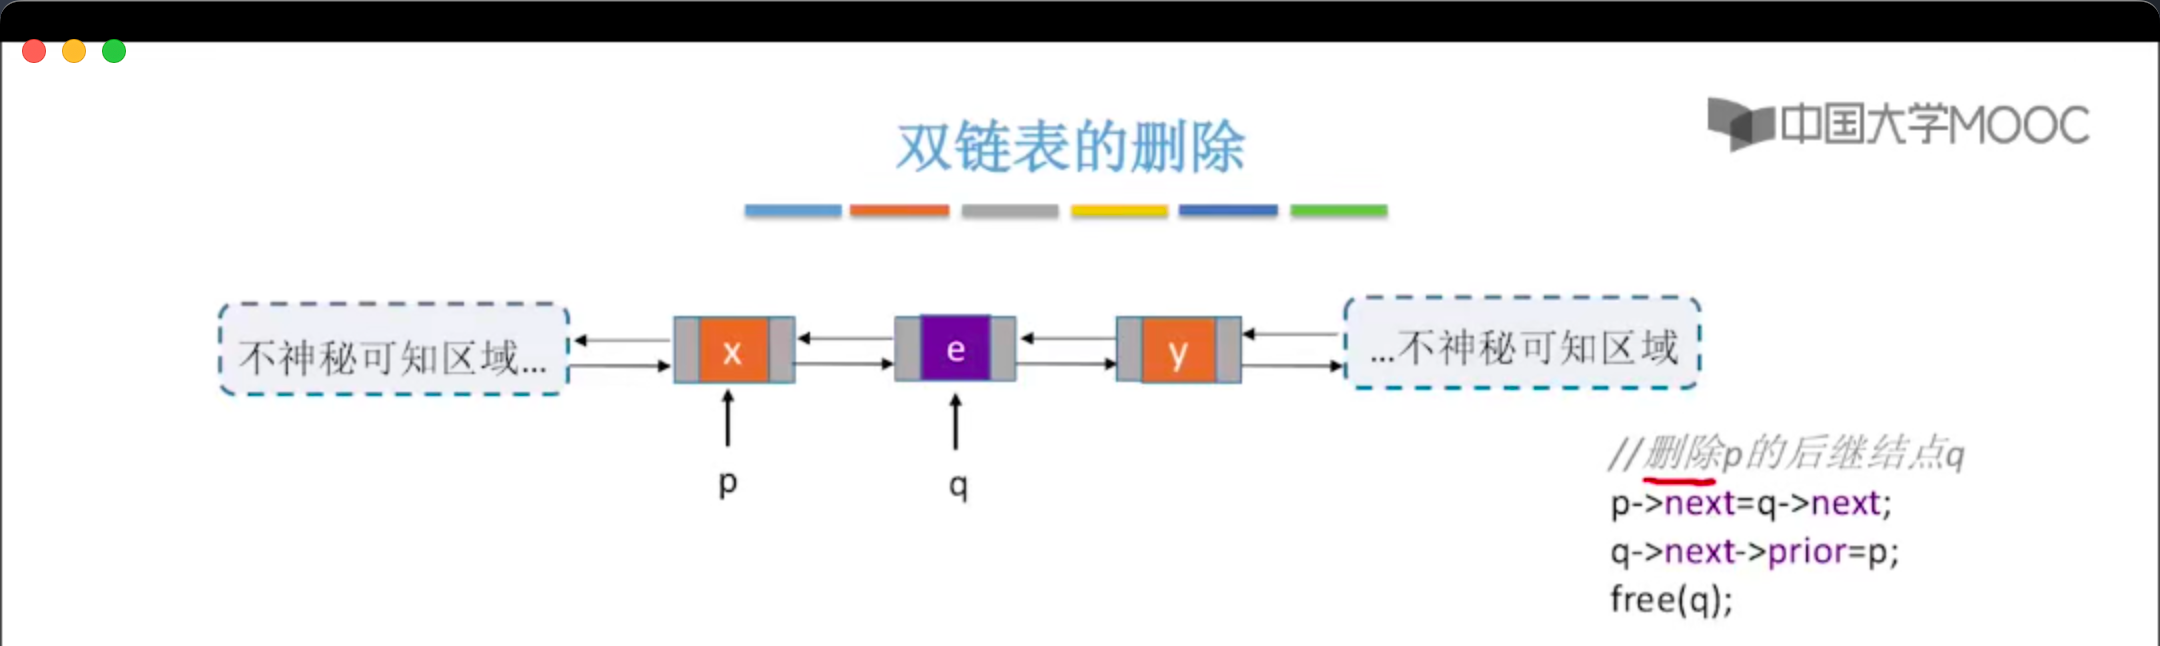 中国大学MOOC
双链表的删除
不神秘可知区域...
x
e
y
...不神秘可知区域
p
q
//删除p的后继结点q
p->next=q->next;
q->next->prior=p;
free(q);